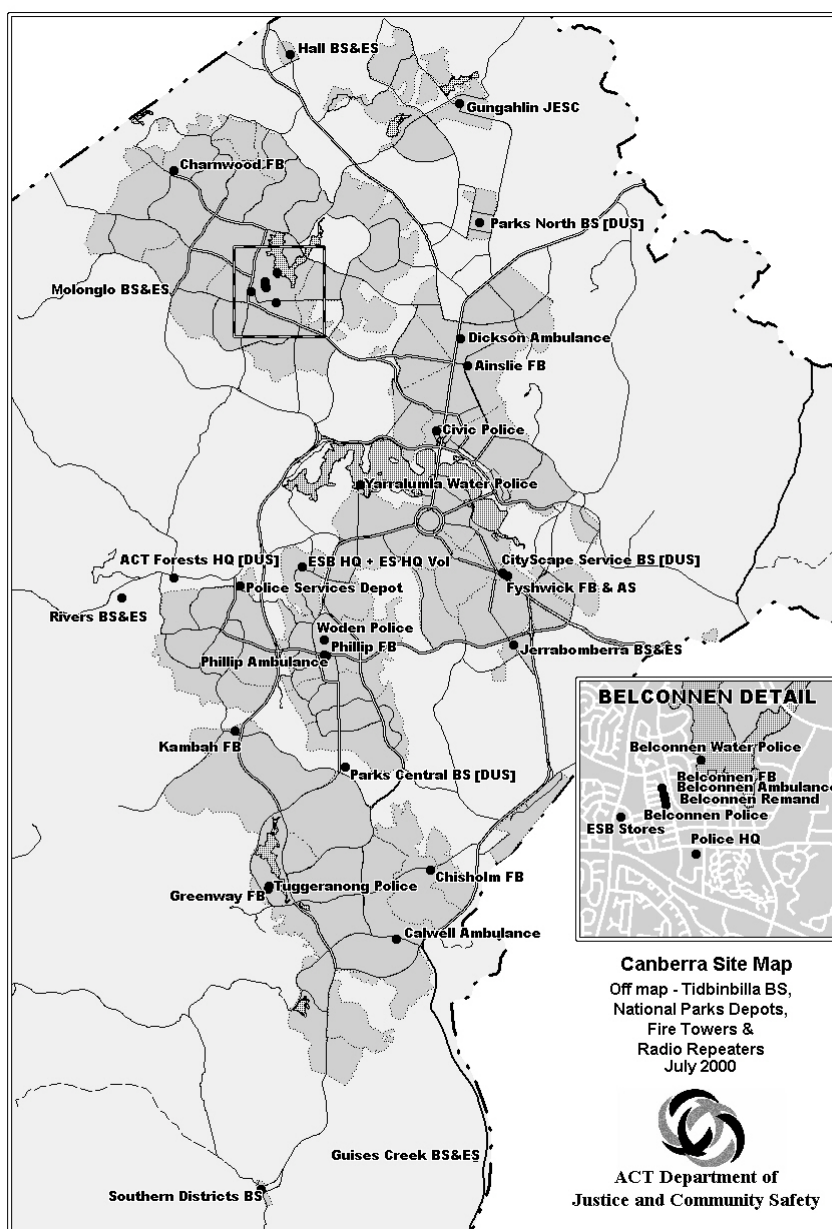 Hall BS&ES
Gungahlin JESC
Charnwood FB
Parks North BS [DUS]
Molonglo BS&ES
Dickson Ambulance
Ainslie FB
Civic Police
Yarralumla Water Police
ACT Forests HQ [DUS]
ESB HQ + ES HQ Vol
CityScape Service BS [DUS]
Police Services Depot
Fyshwick FB & AS
Rivers BS&ES
Woden Police
Phillip FB
Jerrabomberra BS&ES
Phillip Ambulance
Kambah FB
Parks Central BS [DUS]
Chisholm FB
Tuggeranong Police
Greenway FB
Calwell Ambulance
Guises Creek BS&ES
Southern Districts BS
BELCONNEN DETAIL
Belconnen Water Police
Belconnen FB
Belconnen Ambulance
Belconnen Remand
Belconnen Police
ESB Stores
Police HQ
Canberra Site Map
Off map - Tidbinbilla BS,
National Parks Depots,
Fire Towers &
Radio Repeaters
July 2000
ACT Department of
Justice and Community Safety